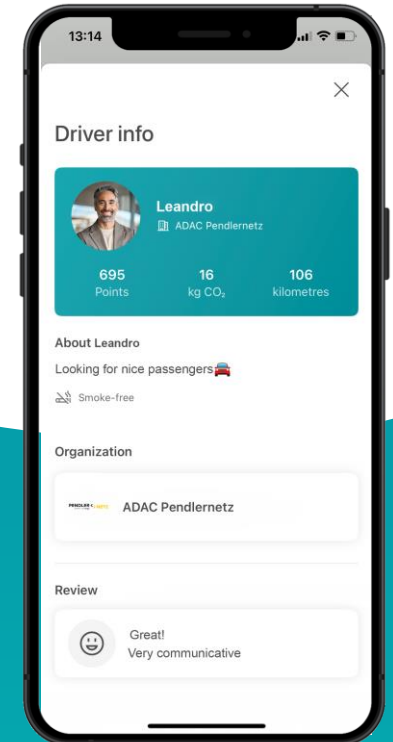 13:14
Driver info
Leandro
ADAC Pendlernetz
695 16 106
Points kg CO₂ kilometres
About Leandro
Looking for nice passengers
Smoke-free
Organization
ADAC Pendlernetz
Review
Great!
Very communicative